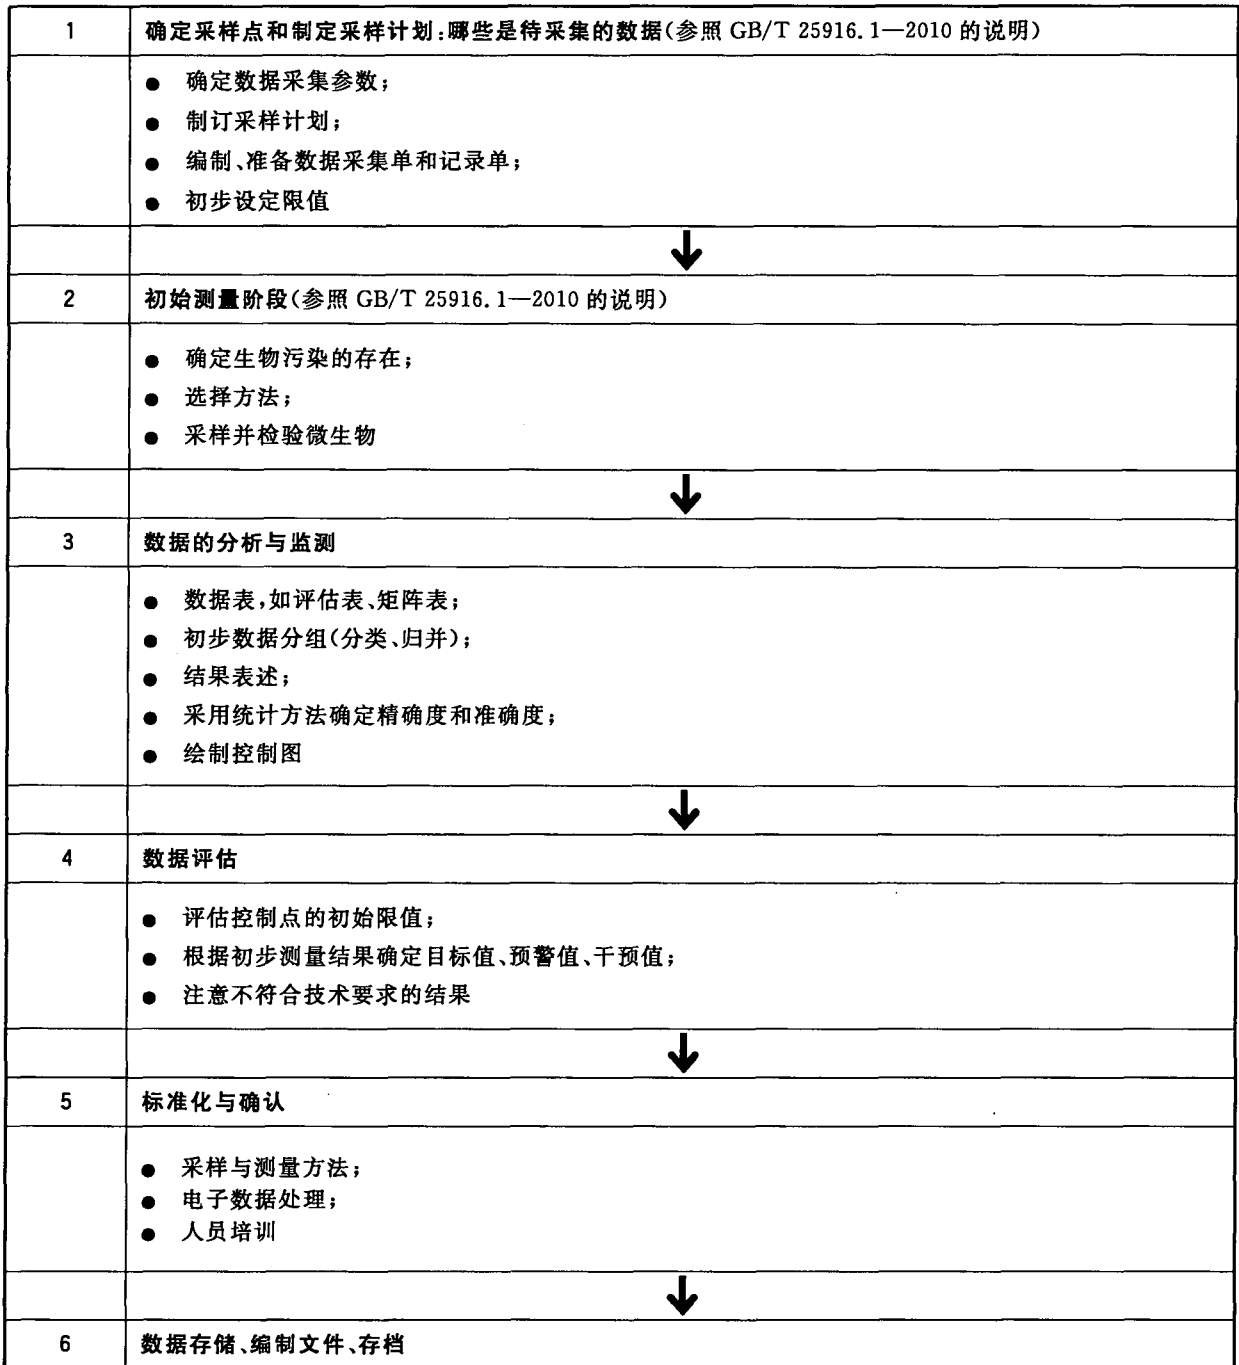 1 确定采样点和制定采样计划:哪些是待采集的数据(参照 GB/T 25916.1—2010 的说明)
● 确定数据采集参数;
● 制订采样计划;
● 编制、准备数据采集单和记录单;
● 初步设定限值
↓
2 初始测量阶段(参照 GB/T 25916.1—2010 的说明)
● 确定生物污染的存在;
● 选择方法;
● 采样并检验微生物
↓
3 数据的分析与监测
● 数据表,如评估表、矩阵表;
● 初步数据分组(分类、归并);
● 结果表述;
● 采用统计方法确定精确度和准确度;
● 绘制控制图
↓
4 数据评估
● 评估控制点的初始限值;
● 根据初步测量结果确定目标值、预警值、干预值;
● 注意不符合技术要求的结果
↓
5 标准化与确认
● 采样与测量方法;
● 电子数据处理;
● 人员培训
↓
6 数据存储、编制文件、存档